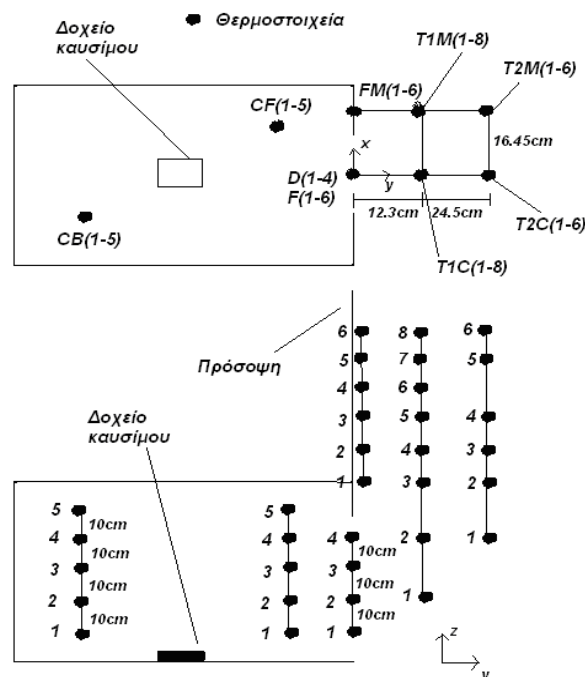 Δοχείο
καυσίμου
Θερμοστοιχεία
T1M(1-8)
FM(1-6)
T2M(1-6)
CF(1-5)
x
16.45cm
D(1-4)
F(1-6)
y
12.3cm
24.5cm
T2C(1-6)
CB(1-5)
T1C(1-8)
Πρόσοψη
6
5
4
3
2
1
8
7
6
5
4
3
2
1
6
5
4
3
2
1
Δοχείο
καυσίμου
5
10cm
4
10cm
3
10cm
2
10cm
1
5
4
3
2
1
4
10cm
3
10cm
2
10cm
1
z
y